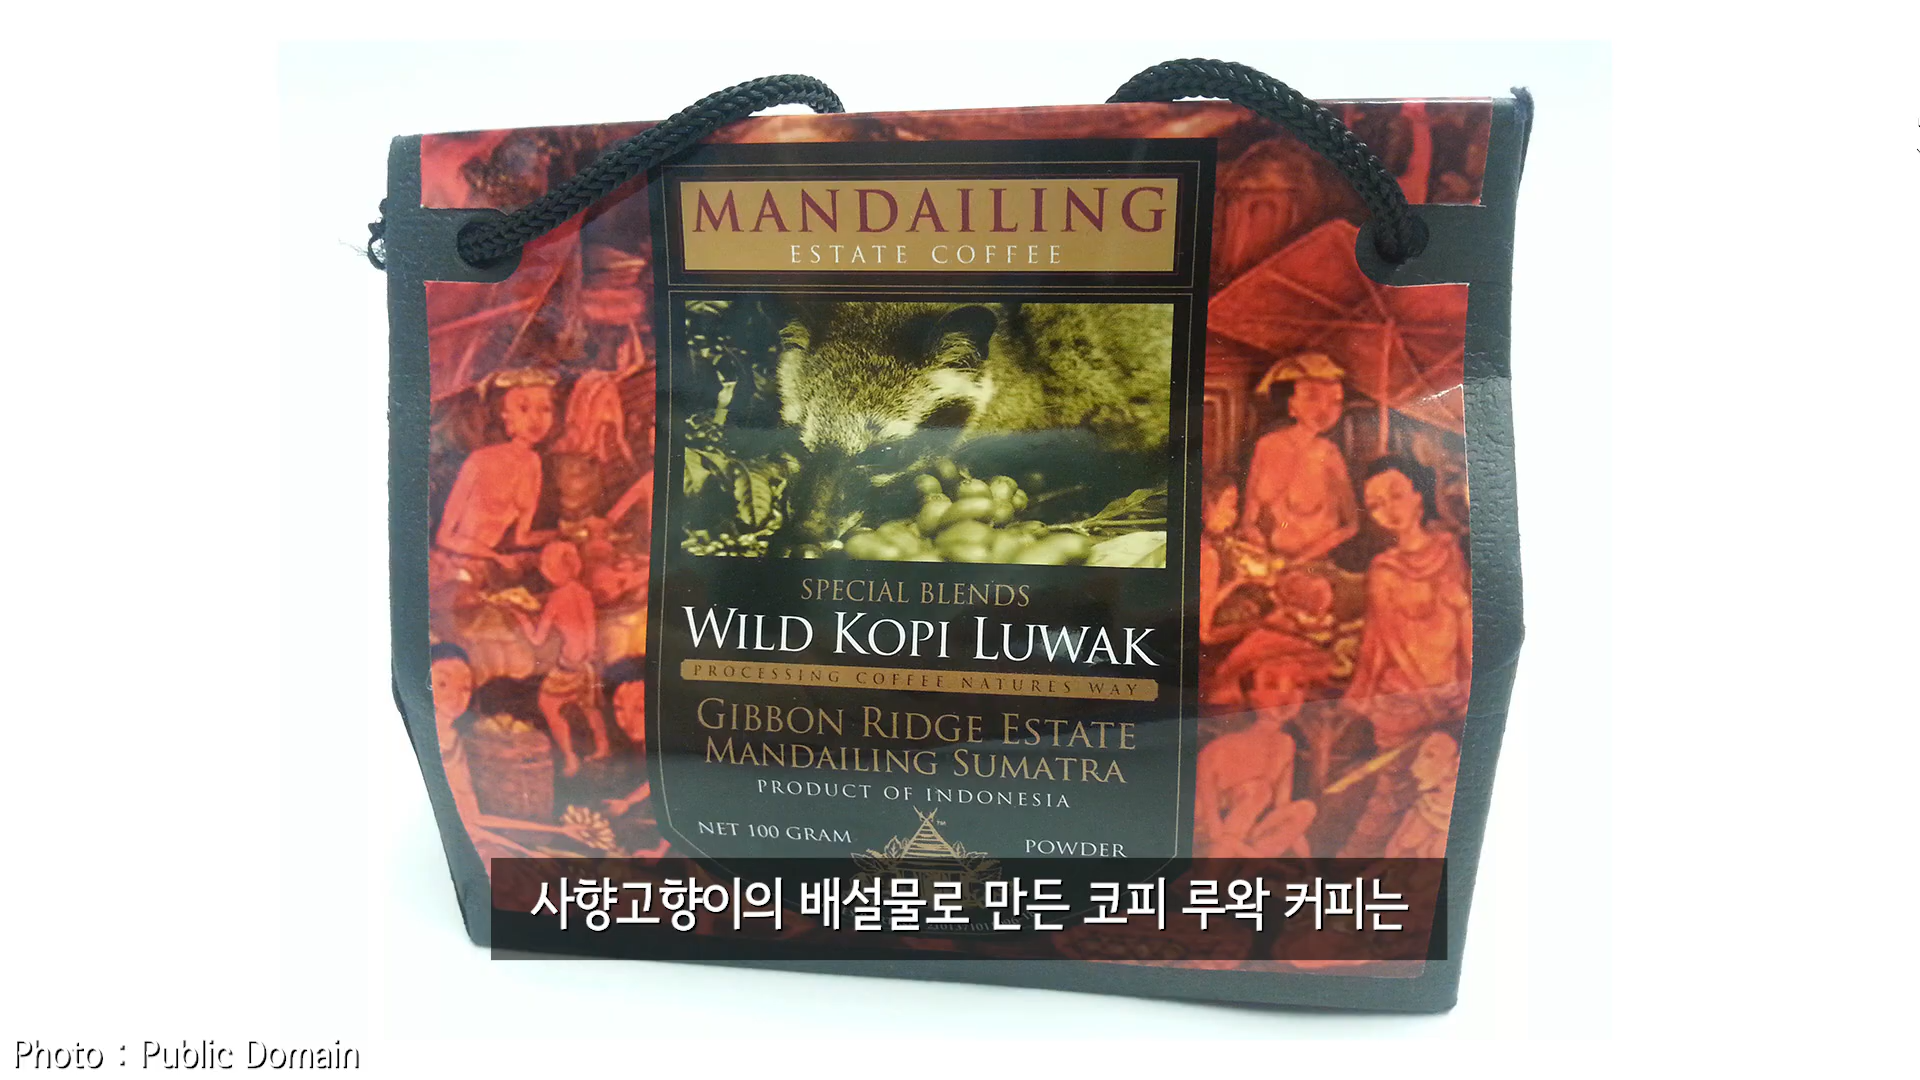 MANDAILING
ESTATE COFFEE
SPECIAL BLENDS
WILD KOPI LUWAK
PROCESSING COFFEE NATURES' WAY
GIBBON RIDGE ESTATE
MANDAILING SUMATRA
PRODUCT OF INDONESIA
NET 100 GRAM
POWDER
사향고향이의 배설물로 만든 코피 루왁 커피는
Photo : Public Domain